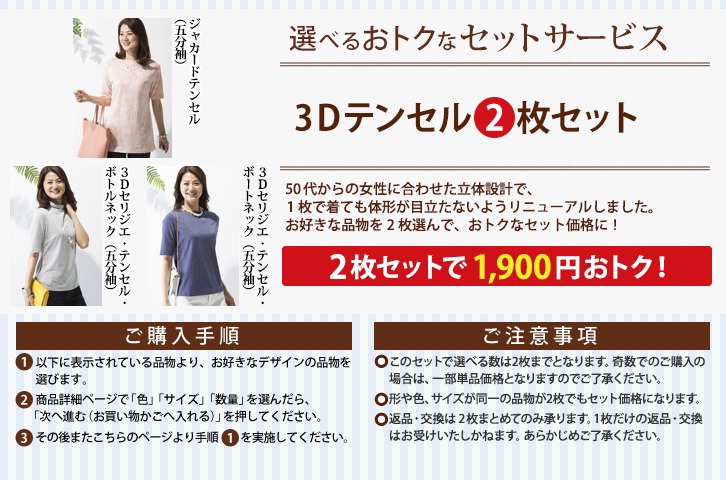 ジャカードテンセル
（五分袖）
3Dセリジエ・テンセル・
ボトルネック（五分袖）
3Dセリジエ・テンセル・
ボートネック（五分袖）
選べるおトクなセットサービス
3Dテンセル2枚セット
50代からの女性に合わせた立体設計で、
1枚で着ても体形が目立たないようリニューアルしました。
お好きな品物を2枚選んで、おトクなセット価格に！
2枚セットで1,900円おトク！
ご購入手順
1 以下に表示されている品物より、お好きなデザインの品物を
選びます。
2 商品詳細ページで「色」「サイズ」「数量」を選んだら、
「次へ進む（お買い物かごへ入れる）」を押してください。
3 その後またこちらのページより手順1を実施してください。
ご注意事項
○このセットで選べる数は2枚までとなります。奇数でのご購入の
場合は、一部単品価格となりますのでご了承ください。
○形や色、サイズが同一の品物が2枚でもセット価格になります。
○返品・交換は2枚まとめてのみ承ります。1枚だけの返品・交換
はお受けいたしかねます。あらかじめご了承ください。